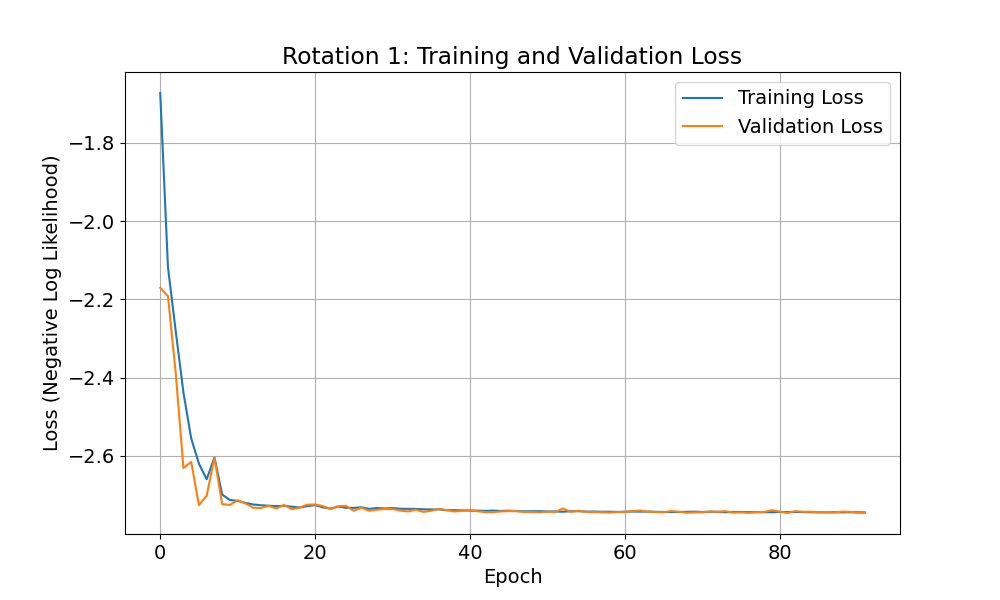 Rotation 1: Training and Validation Loss
Training Loss
Validation Loss
Loss (Negative Log Likelihood)
−1.8
−2.0
−2.2
−2.4
−2.6
0 20 40 60 80
Epoch